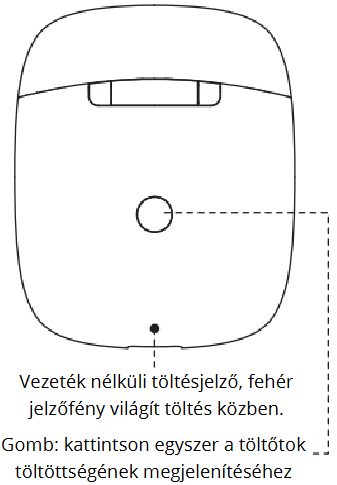 Vezeték nélküli töltésjelző, fehér
jelzőfény világít töltés közben.
Gomb: kattintson egyszer a töltőtok
töltöttségének megjelenítéséhez